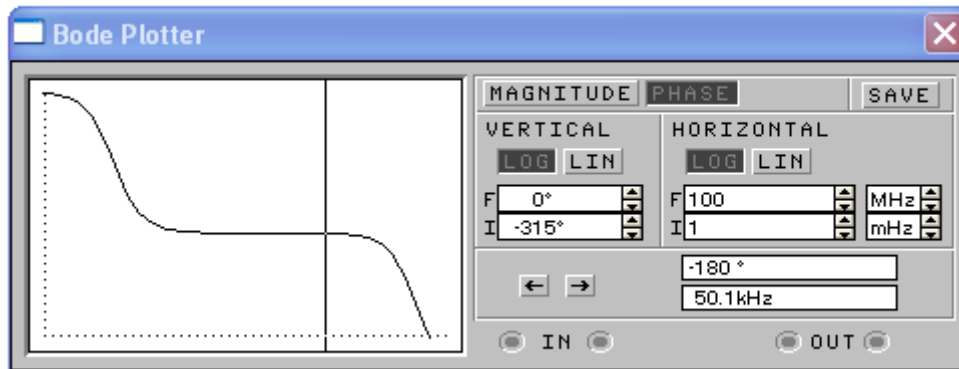 Bode Plotter
MAGNITUDE PHASE SAVE
VERTICAL HORIZONTAL
LOG LIN LOG LIN
F 0° F 100 MHz
I -315° I 1 mHz
← → -180 °
50.1kHz
IN OUT